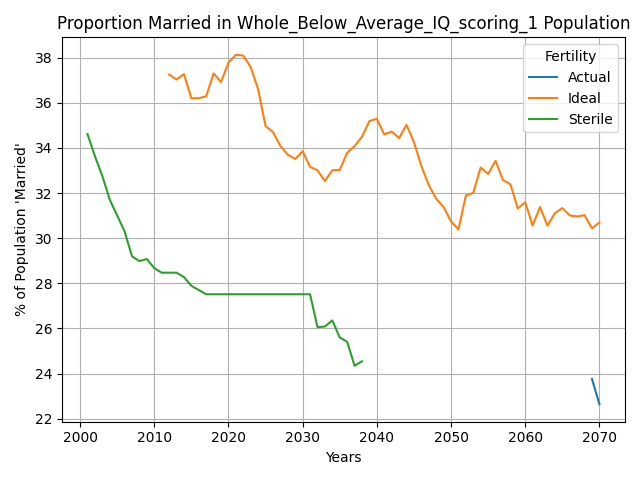 Proportion Married in Whole_Below_Average_IQ_scoring_1 Population
% of Population 'Married'
38
36
34
32
30
28
26
24
22
Fertility
Actual
Ideal
Sterile
2000 2010 2020 2030 2040 2050 2060 2070
Years